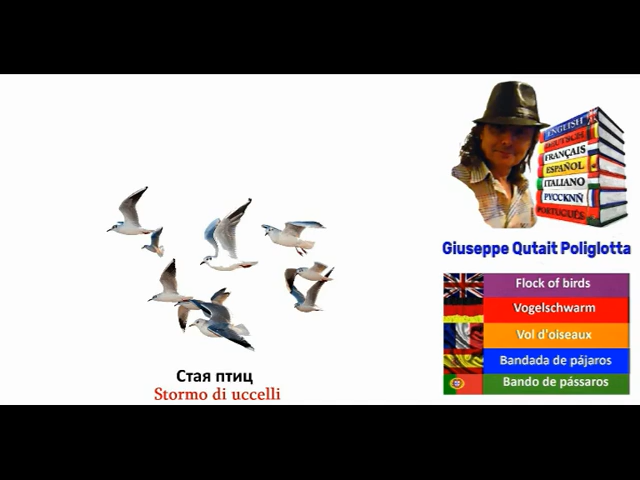 ENGLISH
DEUTSCH
FRANÇAIS
ESPAÑOL
ITALIANO
PORTUGUÊS
Giuseppe Qutait Poliglotta
Flock of birds
Vogelschwarm
Vol d'oiseaux
Bandada de pájaros
Bando de pássaros
Стая птиц
Stormo di uccelli